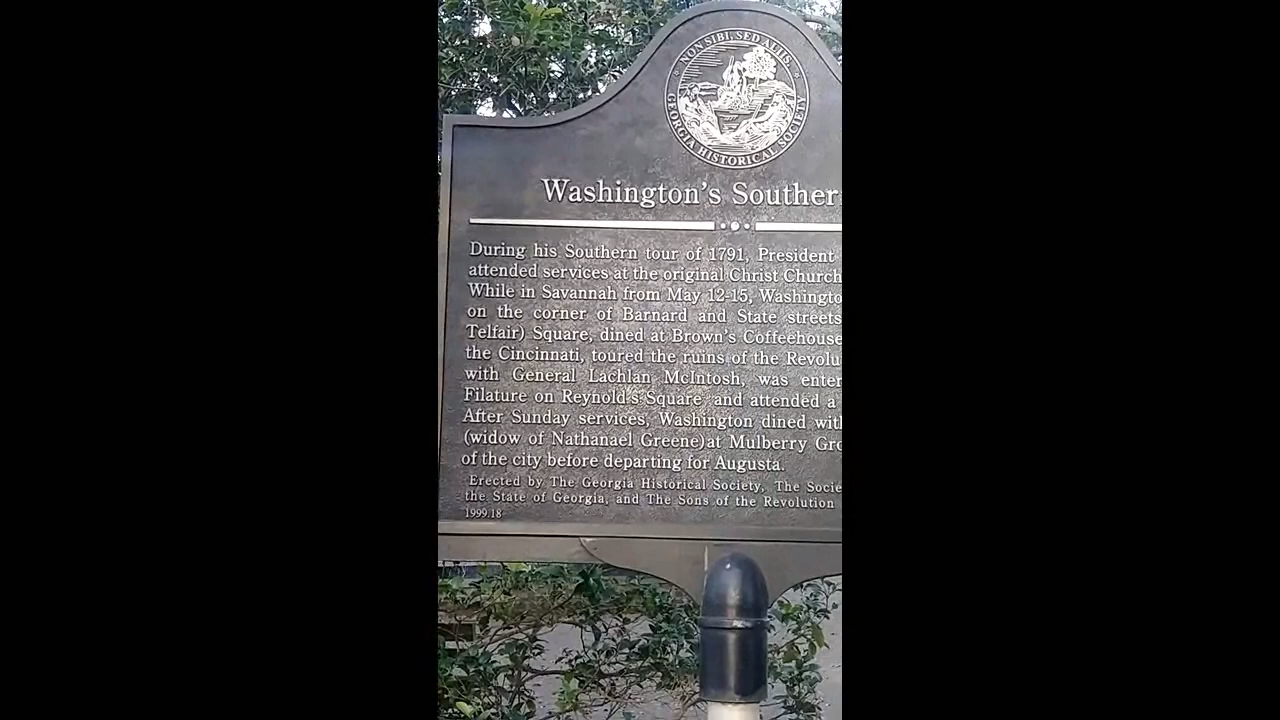 NON SIBI, SED ALIIS.
GEORGIA HISTORICAL SOCIETY
Washington's Souther
During his Southern tour of 1791, President
attended services at the original Christ Church
While in Savannah from May 12-15, Washingto
on the corner of Barnard and State streets
Telfair) Square, dined at Brown's Coffeehouse
the Cincinnati, toured the ruins of the Revolu
with General Lachlan McIntosh, was enter
Filature on Reynold's Square and attended a
After Sunday services, Washington dined wit
(widow of Nathanael Greene)at Mulberry Gro
of the city before departing for Augusta.
Erected by The Georgia Historical Society, The Socie
the State of Georgia, and The Sons of the Revolution
1999.18